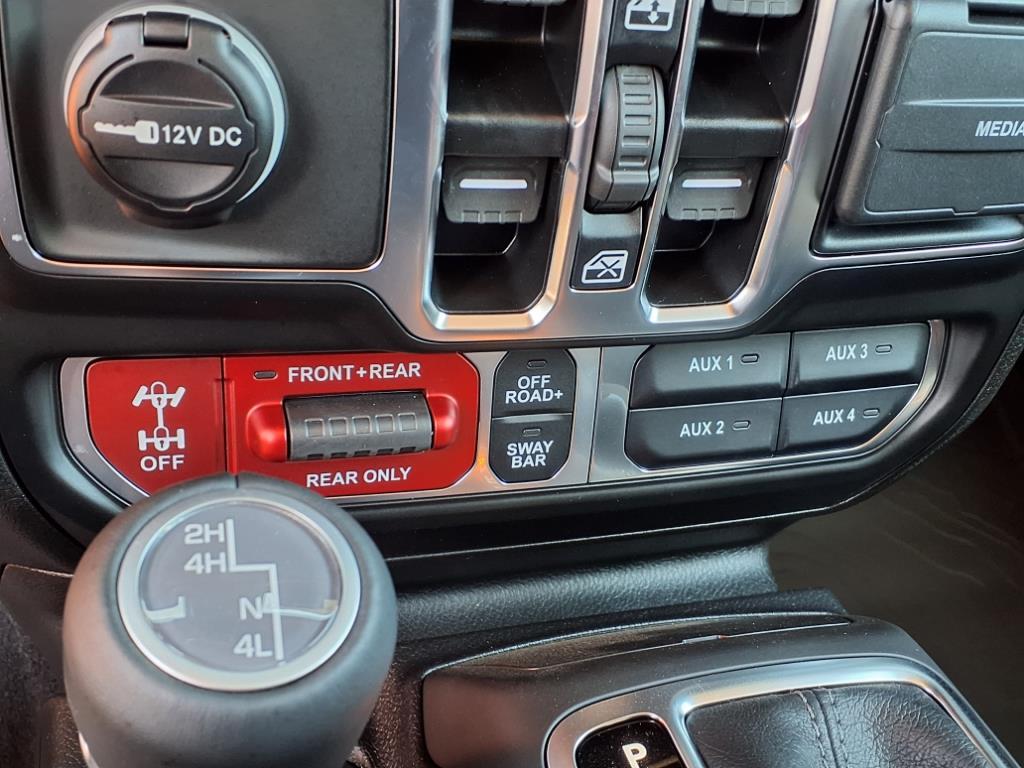 12V DC
MEDIA
FRONT+REAR
OFF
REAR ONLY
OFF
ROAD+
SWAY
BAR
AUX 1
AUX 2
AUX 3
AUX 4
2H
4H
N
4L
P